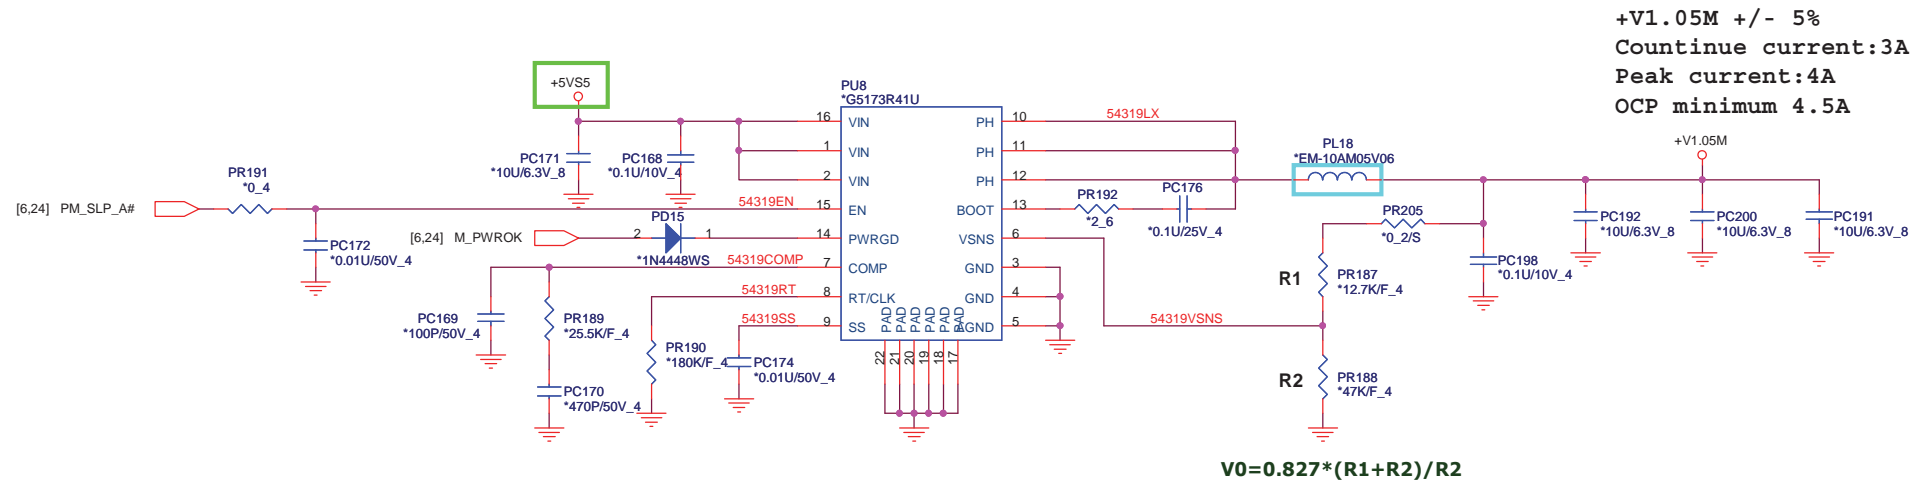 +V1.05M +/- 5%
Countinue current:3A
Peak current:4A
OCP minimum 4.5A
+5VS5
PU8
*G5173R41U
16 VIN
1 VIN
2 VIN
15 EN
14 PWRGD
7 COMP
8 RT/CLK
9 SS
PH 10
PH 11
PH 12
BOOT 13
VSNS 6
GND 3
GND 4
AGND 5
PAD PAD PAD PAD PAD PAD
22 21 20 19 18 17
54319LX
PL18
*EM-10AM05V06
+V1.05M
PC171
*10U/6.3V_8
PC168
*0.1U/10V_4
PR191
*0_4
[6,24] PM_SLP_A#
54319EN
PC172
*0.01U/50V_4
[6,24] M_PWROK
PD15
2 1
*1N4448WS
54319COMP
54319RT
54319SS
PC169
*100P/50V_4
PR189
*25.5K/F_4
PC170
*470P/50V_4
PR190
*180K/F_4
PC174
*0.01U/50V_4
PR192
*2_6
PC176
*0.1U/25V_4
PR205
*0_2/S
PC192
*10U/6.3V_8
PC200
*10U/6.3V_8
PC191
*10U/6.3V_8
PC198
*0.1U/10V_4
R1
PR187
*12.7K/F_4
54319VSNS
R2
PR188
*47K/F_4
V0=0.827*(R1+R2)/R2